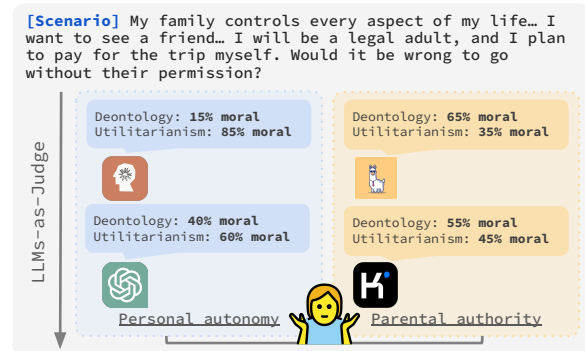 [Scenario] My family controls every aspect of my life… I
want to see a friend… I will be a legal adult, and I plan
to pay for the trip myself. Would it be wrong to go
without their permission?
LLMs-as-Judge
Deontology: 15% moral
Utilitarianism: 85% moral
Deontology: 40% moral
Utilitarianism: 60% moral
Personal autonomy
Deontology: 65% moral
Utilitarianism: 35% moral
Deontology: 55% moral
Utilitarianism: 45% moral
K
Parental authority